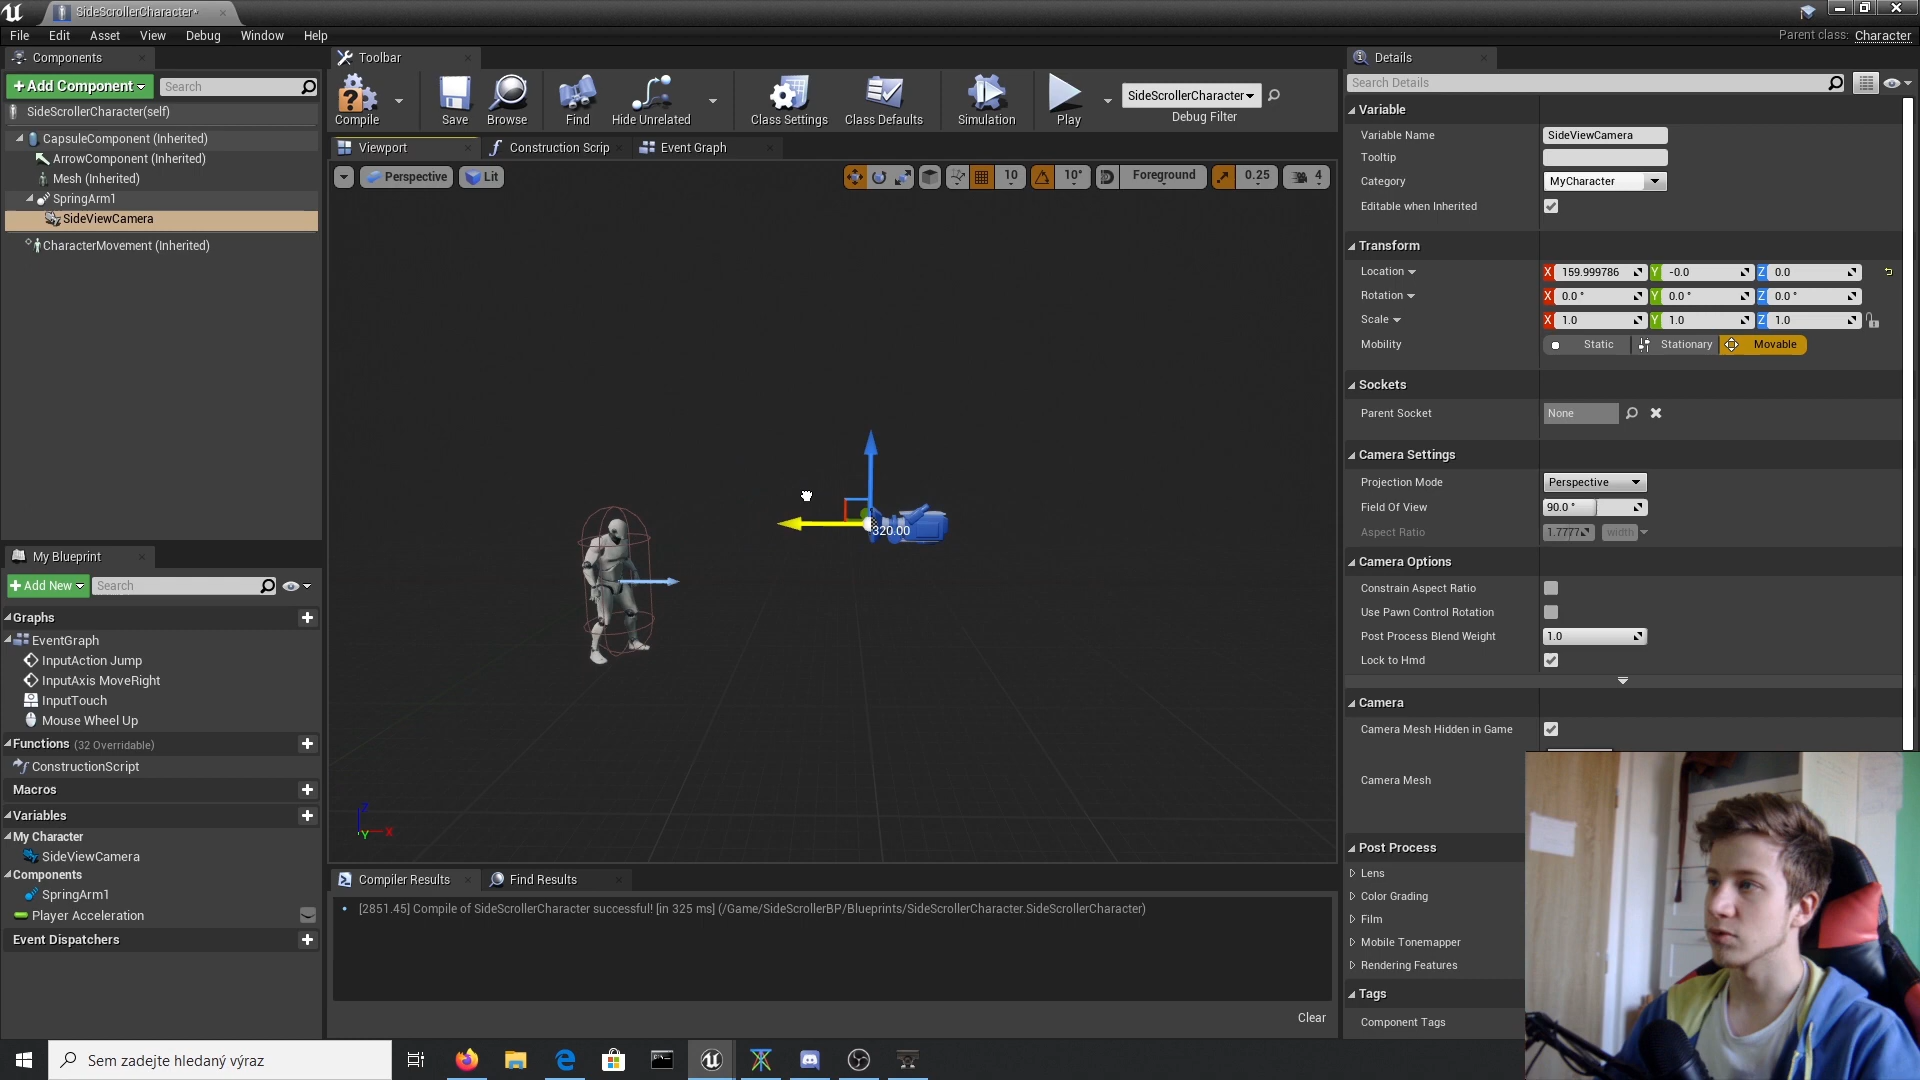 SideScrollerCharacter*
File Edit Asset View Debug Window Help
Parent class: Character
Components
+ Add Component
Search
SideScrollerCharacter(self)
CapsuleComponent (Inherited)
ArrowComponent (Inherited)
Mesh (Inherited)
SpringArm1
SideViewCamera
CharacterMovement (Inherited)
My Blueprint
+ Add New
Search
Graphs
EventGraph
InputAction Jump
InputAxis MoveRight
InputTouch
Mouse Wheel Up
Functions (32 Overridable)
ConstructionScript
Macros
Variables
My Character
SideViewCamera
Components
SpringArm1
Player Acceleration
Event Dispatchers
Toolbar
Compile
Save
Browse
Find
Hide Unrelated
Class Settings
Class Defaults
Simulation
Play
SideScrollerCharacter
Debug Filter
Viewport
Construction Scrip
Event Graph
Perspective
Lit
10
10°
Foreground
0.25
4
320.00
Z
Y
X
Compiler Results
Find Results
[2851.45] Compile of SideScrollerCharacter successful! [in 325 ms] (/Game/SideScrollerBP/Blueprints/SideScrollerCharacter.SideScrollerCharacter)
Clear
Details
Search Details
Variable
Variable Name SideViewCamera
Tooltip
Category MyCharacter
Editable when Inherited
Transform
Location X 159.999786 Y -0.0 Z 0.0
Rotation X 0.0 ° Y 0.0 ° Z 0.0 °
Scale X 1.0 Y 1.0 Z 1.0
Mobility Static Stationary Movable
Sockets
Parent Socket None
Camera Settings
Projection Mode Perspective
Field Of View 90.0 °
Aspect Ratio 1.7777 width
Camera Options
Constrain Aspect Ratio
Use Pawn Control Rotation
Post Process Blend Weight 1.0
Lock to Hmd
Camera
Camera Mesh Hidden in Game
Camera Mesh
Post Process
Lens
Color Grading
Film
Mobile Tonemapper
Rendering Features
Tags
Component Tags
Sem zadejte hledaný výraz